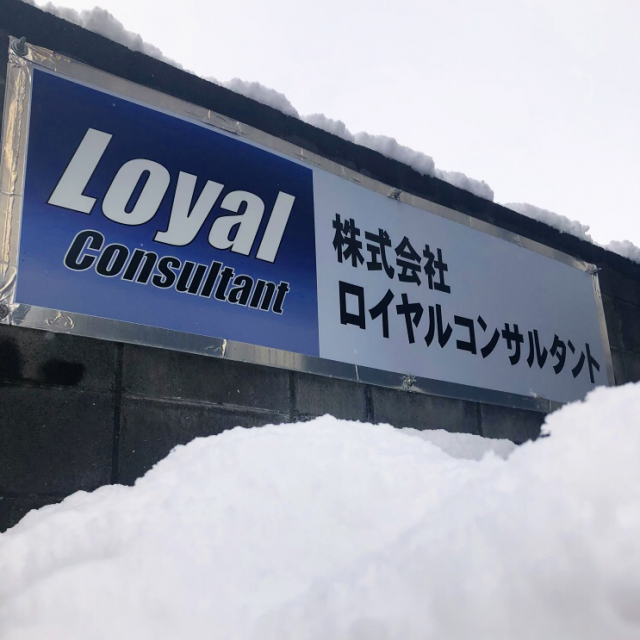 Loyal
Consultant
株式会社
ロイヤルコンサルタント